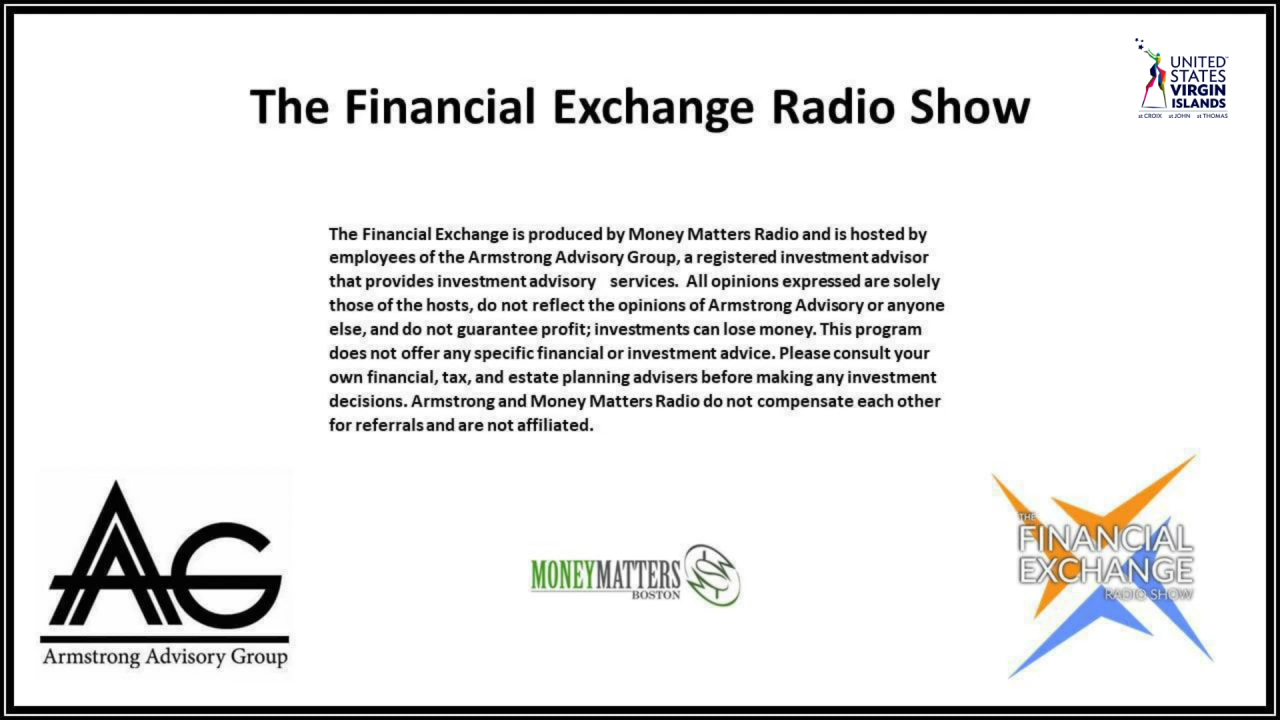 UNITED
STATES
VIRGIN
ISLANDS
st CROIX st JOHN st THOMAS
The Financial Exchange Radio Show
The Financial Exchange is produced by Money Matters Radio and is hosted by
employees of the Armstrong Advisory Group, a registered investment advisor
that provides investment advisory services. All opinions expressed are solely
those of the hosts, do not reflect the opinions of Armstrong Advisory or anyone
else, and do not guarantee profit; investments can lose money. This program
does not offer any specific financial or investment advice. Please consult your
own financial, tax, and estate planning advisers before making any investment
decisions. Armstrong and Money Matters Radio do not compensate each other
for referrals and are not affiliated.
AG
Armstrong Advisory Group
MONEYMATTERS
BOSTON
THE
FINANCIAL
EXCHANGE
RADIO SHOW